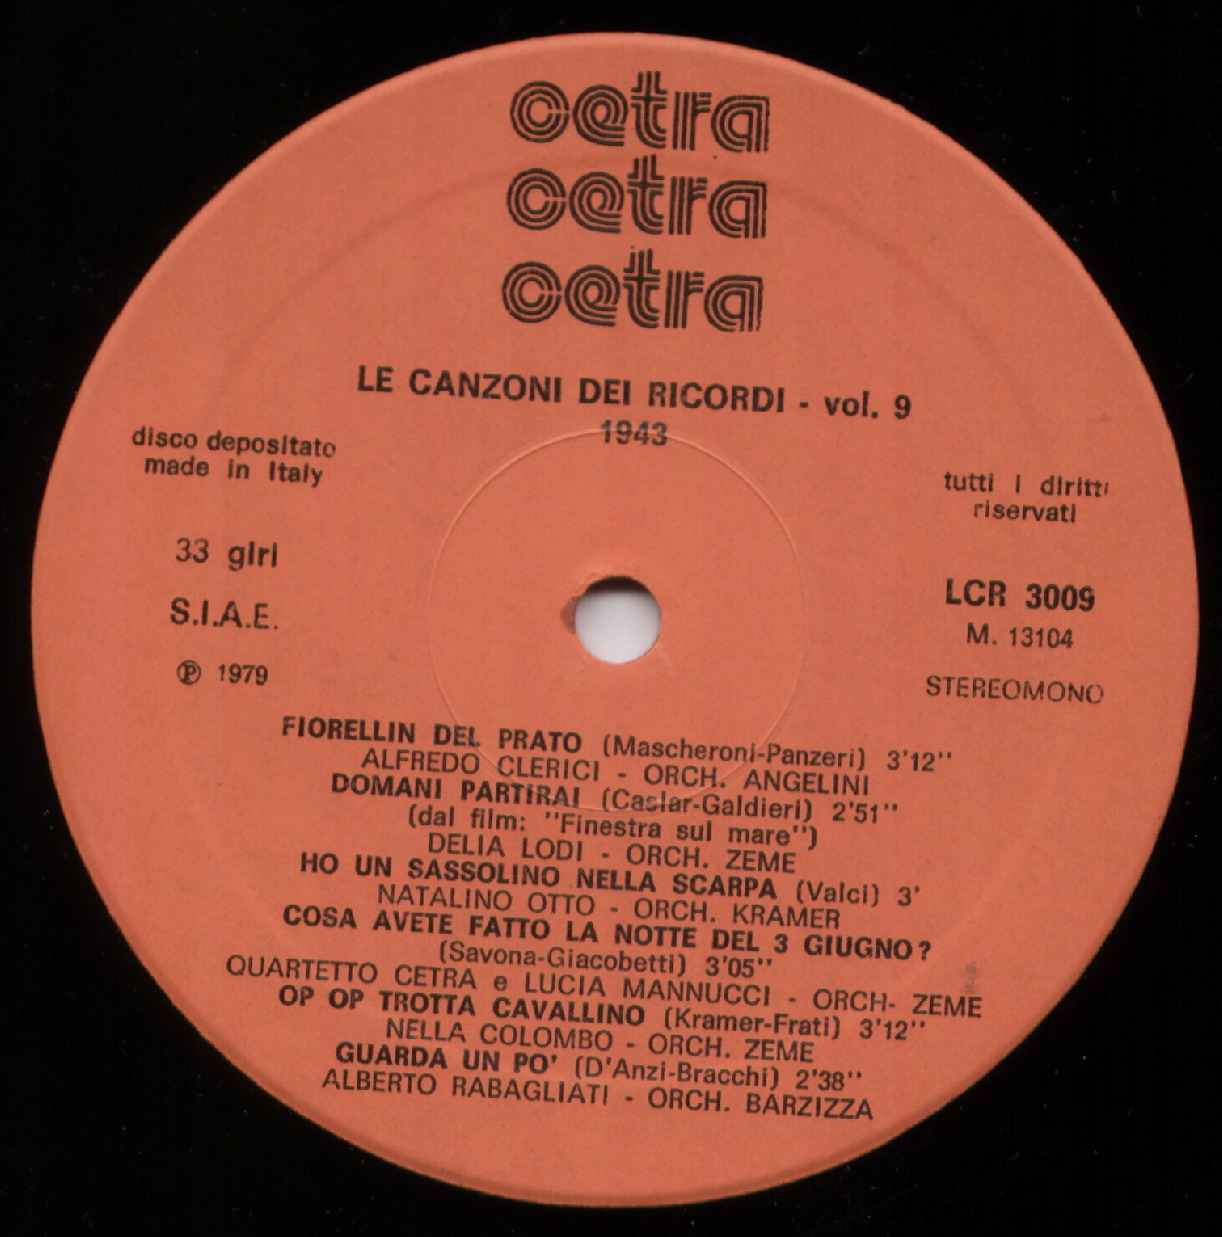 cetra
cetra
cetra
LE CANZONI DEI RICORDI - vol. 9
1943
disco depositato
made in Italy
tutti i diritti
riservati
33 giri
S.I.A.E.
℗ 1979
LCR 3009
M. 13104
STEREOMONO
FIORELLIN DEL PRATO (Mascheroni-Panzeri) 3'12''
ALFREDO CLERICI - ORCH. ANGELINI
DOMANI PARTIRAI (Caslar-Galdieri) 2'51''
(dal film: ''Finestra sul mare'')
DELIA LODI - ORCH. ZEME
HO UN SASSOLINO NELLA SCARPA (Valci) 3'
NATALINO OTTO - ORCH. KRAMER
COSA AVETE FATTO LA NOTTE DEL 3 GIUGNO?
(Savona-Giacobetti) 3'05''
QUARTETTO CETRA e LUCIA MANNUCCI - ORCH- ZEME
OP OP TROTTA CAVALLINO (Kramer-Frati) 3'12''
NELLA COLOMBO - ORCH. ZEME
GUARDA UN PO' (D'Anzi-Bracchi) 2'38''
ALBERTO RABAGLIATI - ORCH. BARZIZZA